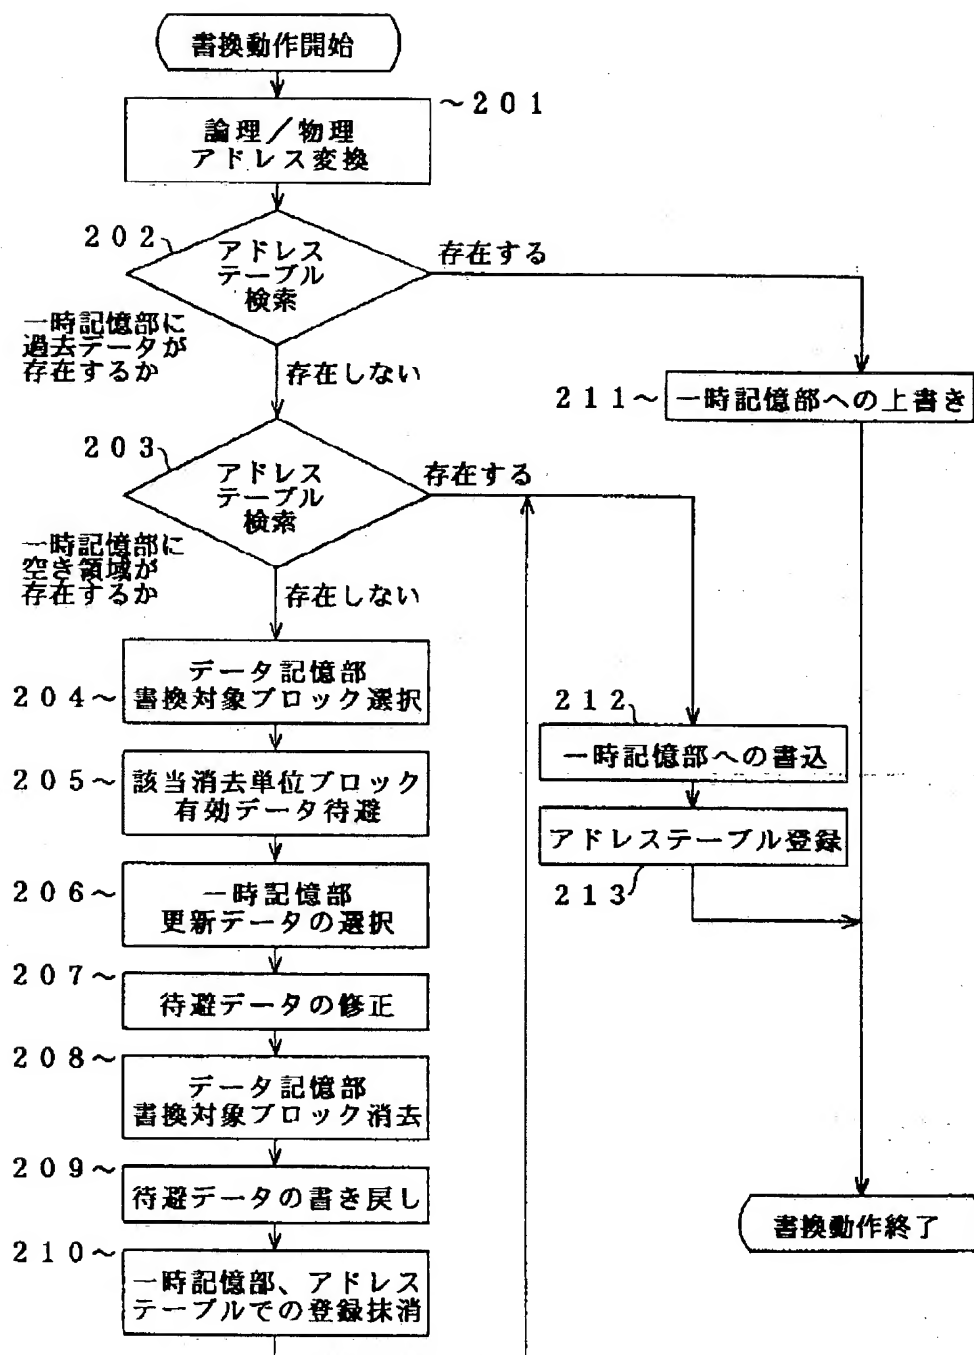 書換動作開始
～201
論理／物理
アドレス変換
202
アドレス
テーブル
検索
存在する
一時記憶部に
過去データが
存在するか
存在しない
211～
一時記憶部への上書き
203
アドレス
テーブル
検索
存在する
一時記憶部に
空き領域が
存在するか
存在しない
204～
データ記憶部
書換対象ブロック選択
212
一時記憶部への書込
205～
該当消去単位ブロック
有効データ待避
アドレステーブル登録
213
206～
一時記憶部
更新データの選択
207～
待避データの修正
208～
データ記憶部
書換対象ブロック消去
209～
待避データの書き戻し
書換動作終了
210～
一時記憶部、アドレス
テーブルでの登録抹消